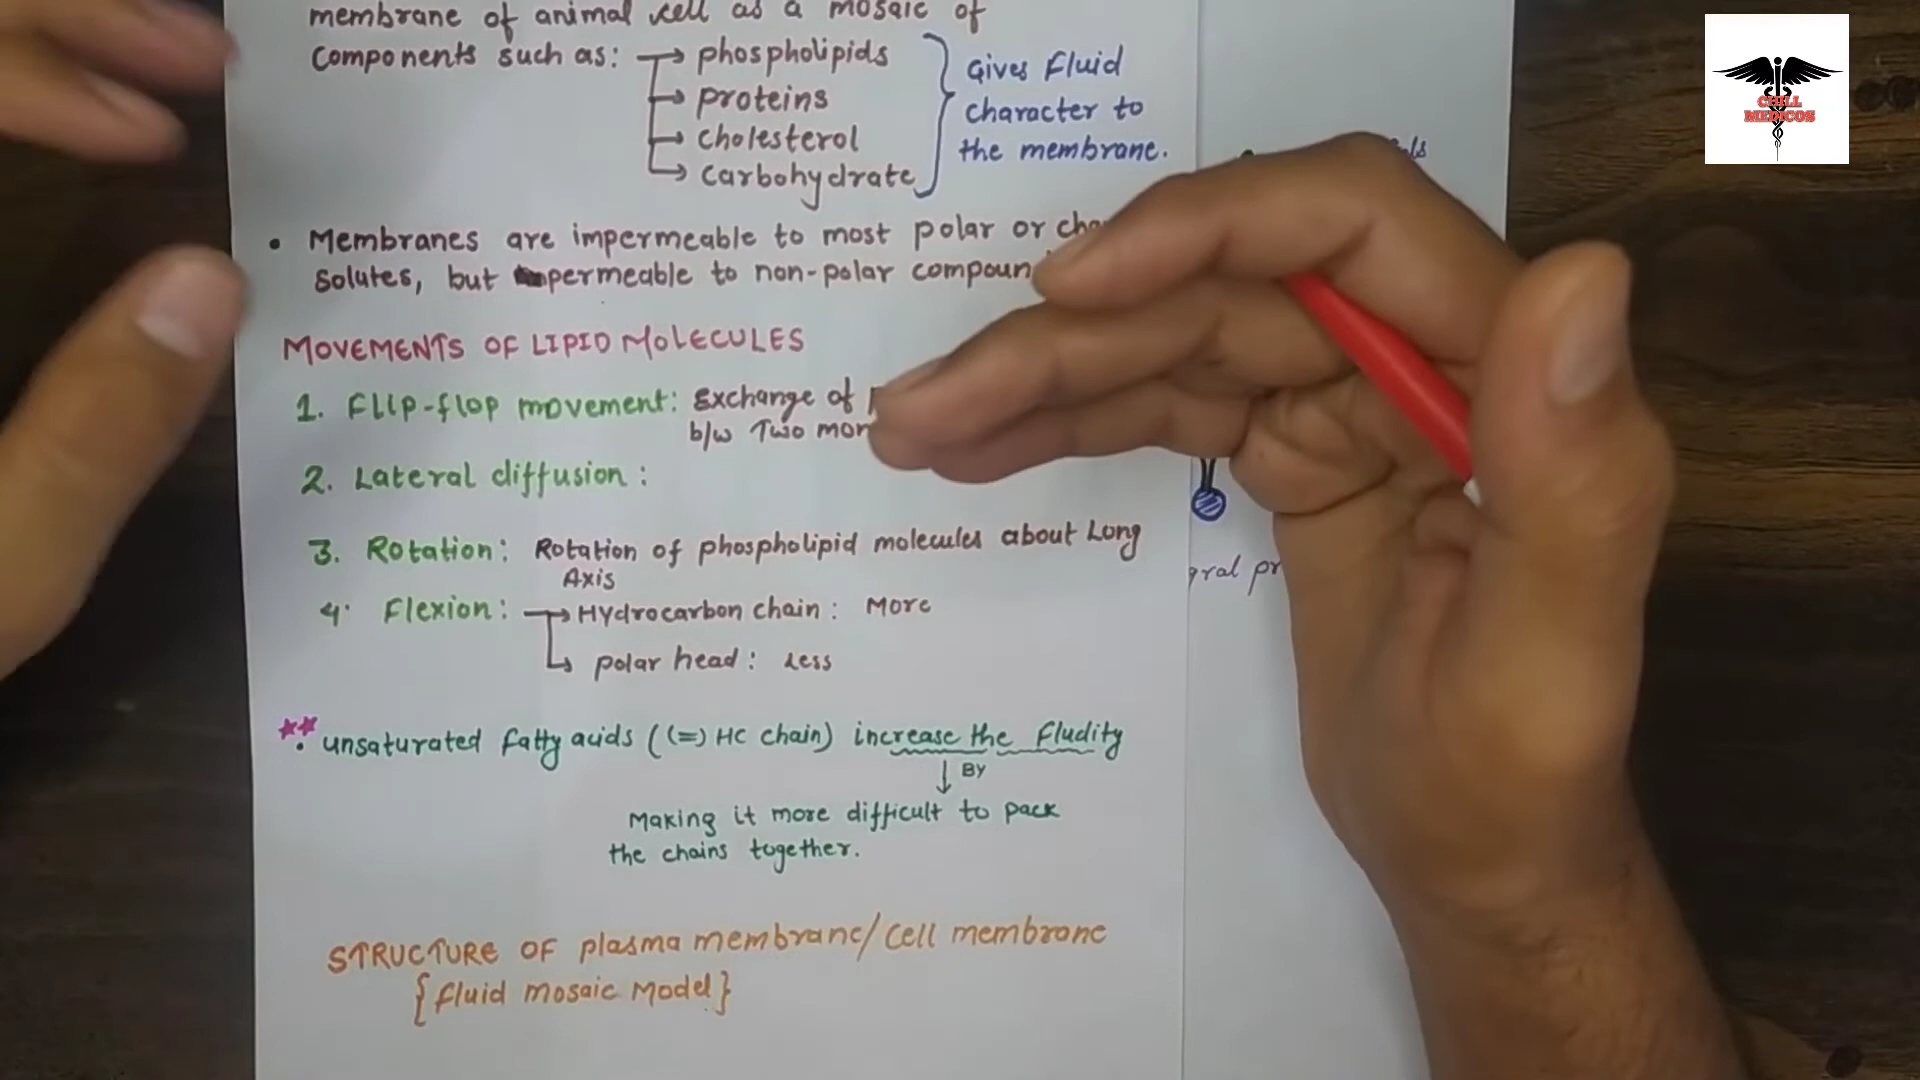 membrane of animal cell as a mosaic of
components such as: → phospholipids
→ proteins
→ cholesterol
→ carbohydrate
Gives Fluid
character to
the membrane.
• Membranes are impermeable to most polar or
solutes, but permeable to non-polar
MOVEMENTS OF LIPID MOLECULES
1. Flip-flop movement: Exchange of
b/w Two
2. Lateral diffusion:
3. Rotation: Rotation of phospholipid molecules about Long
Axis
4. Flexion: → Hydrocarbon chain: More
→ polar head: Less
** • unsaturated fatty acids ((=) HC chain) increase the Fludity
↓ By
Making it more difficult to pack
the chains together.
STRUCTURE OF plasma membrane/cell membrane
{fluid mosaic Model}
CHILL
MEDICOS